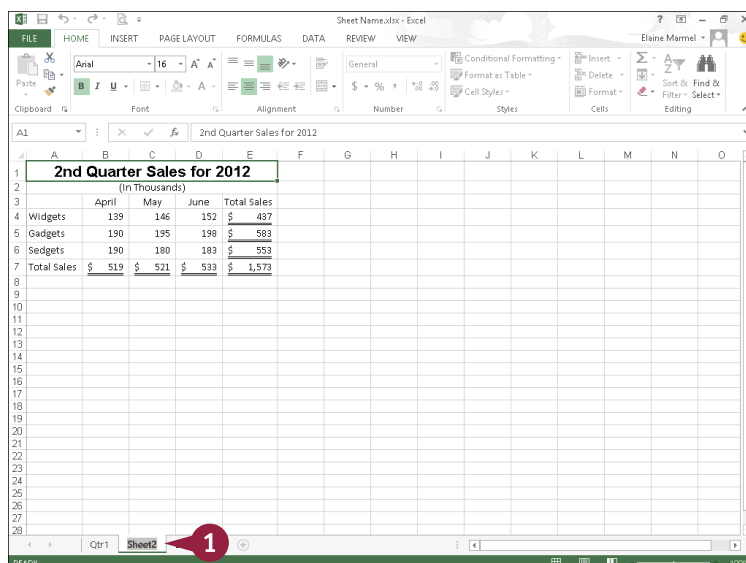 Sheet Name.xlsx - Excel
FILE HOME INSERT PAGE LAYOUT FORMULAS DATA REVIEW VIEW Elaine Marmel
Paste
Arial 16 A A
B I U A
General
$ % ,
Conditional Formatting
Format as Table
Cell Styles
Insert
Delete
Format
Sort & Filter
Find & Select
Clipboard Font Alignment Number Styles Cells Editing
A1 fx 2nd Quarter Sales for 2012
A B C D E F G H I J K L M N O
1 2nd Quarter Sales for 2012
2 (In Thousands)
3 April May June Total Sales
4 Widgets 139 146 152 $ 437
5 Gadgets 190 195 198 $ 583
6 Sedgets 190 180 183 $ 553
7 Total Sales $ 519 $ 521 $ 533 $ 1,573
8
9
10
11
12
13
14
15
16
17
18
19
20
21
22
23
24
25
26
27
28
Qtr1 Sheet2 1